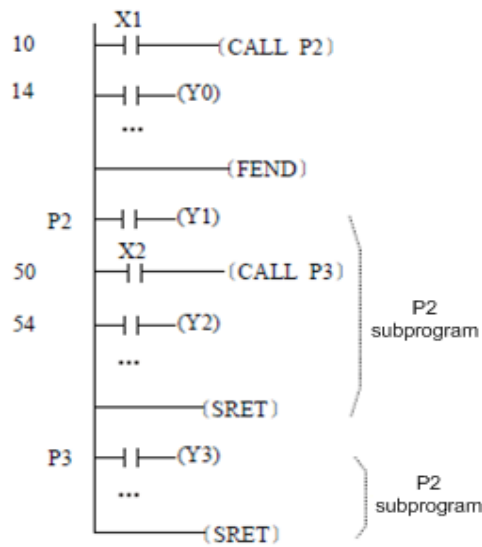 X1
10 (CALL P2)
14 (Y0)
...
(FEND)
P2 (Y1)
X2
50 (CALL P3)
54 (Y2)
...
(SRET)
P2
subprogram
P3 (Y3)
...
(SRET)
P2
subprogram